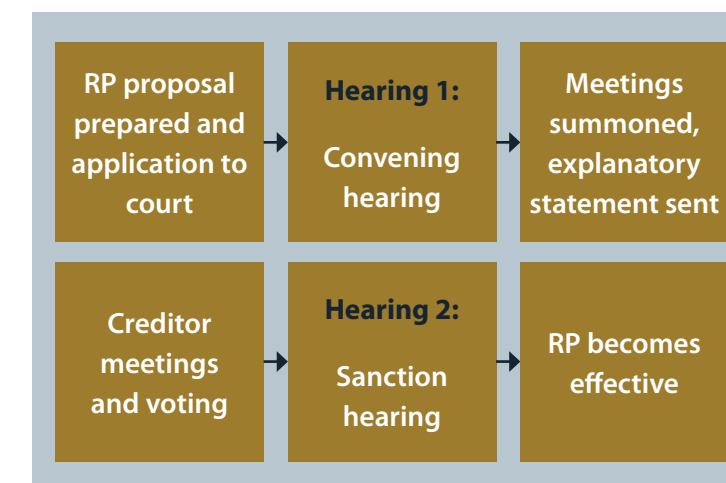 RP proposal
prepared and
application to
court
Hearing 1:
Convening
hearing
Meetings
summoned,
explanatory
statement sent
Creditor
meetings
and voting
Hearing 2:
Sanction
hearing
RP becomes
effective